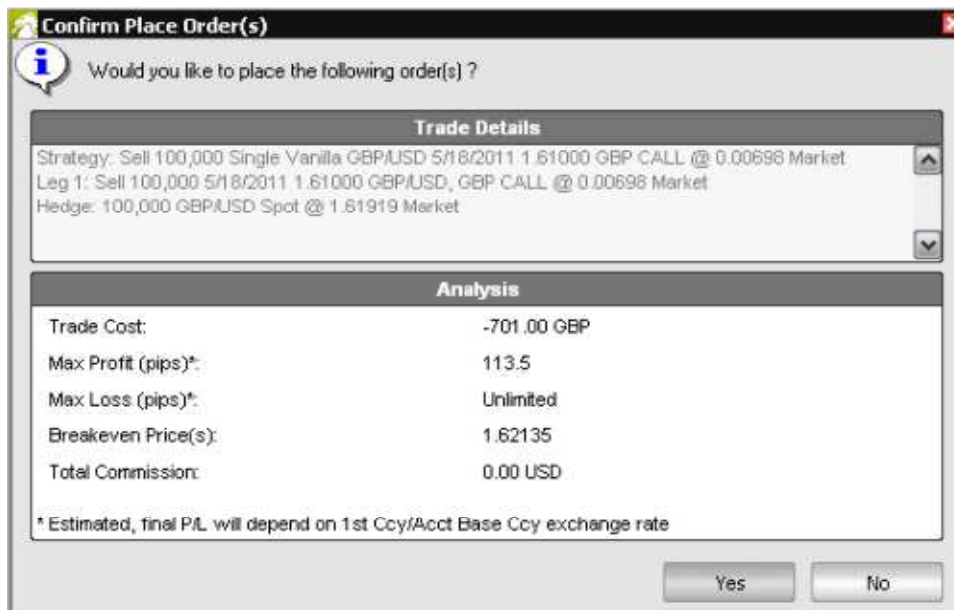 Confirm Place Order(s)
i
Would you like to place the following order(s) ?
Trade Details
Strategy: Sell 100,000 Single Vanilla GBP/USD 5/18/2011 1.61000 GBP CALL @ 0.00698 Market
Leg 1: Sell 100,000 5/18/2011 1.61000 GBP/USD, GBP CALL @ 0.00698 Market
Hedge: 100,000 GBP/USD Spot @ 1.61919 Market
Analysis
Trade Cost: -701.00 GBP
Max Profit (pips)*: 113.5
Max Loss (pips)*: Unlimited
Breakeven Price(s): 1.62135
Total Commission: 0.00 USD
* Estimated, final P/L will depend on 1st Ccy/Acct Base Ccy exchange rate
Yes No